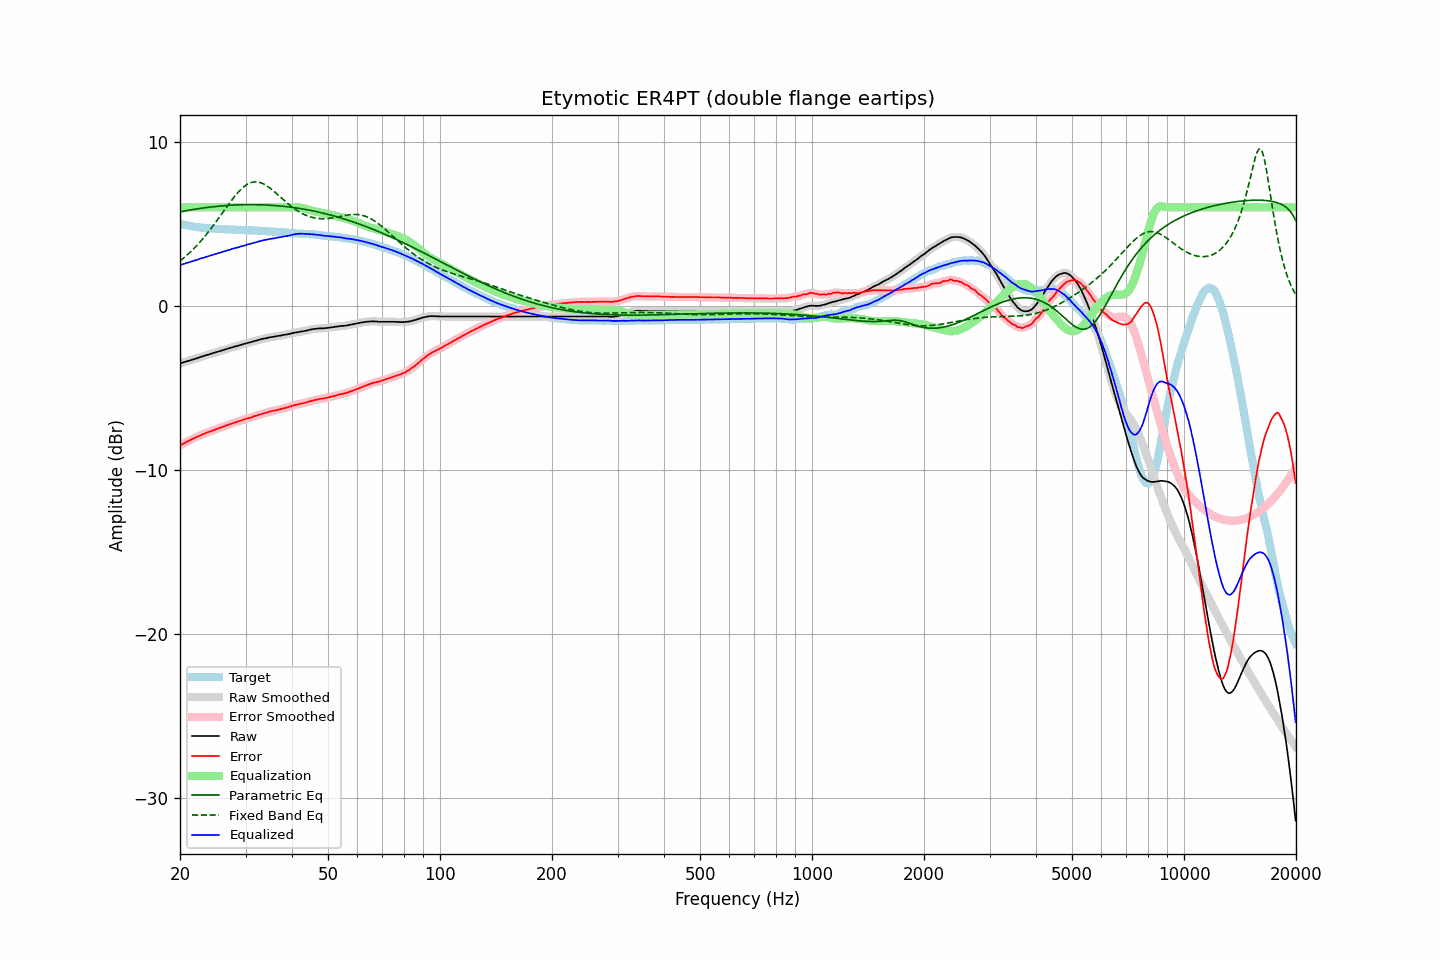 Etymotic ER4PT (double flange eartips)
10
0
−10
−20
−30
Amplitude (dBr)
Target
Raw Smoothed
Error Smoothed
Raw
Error
Equalization
Parametric Eq
Fixed Band Eq
Equalized
20 50 100 200 500 1000 2000 5000 10000 20000
Frequency (Hz)